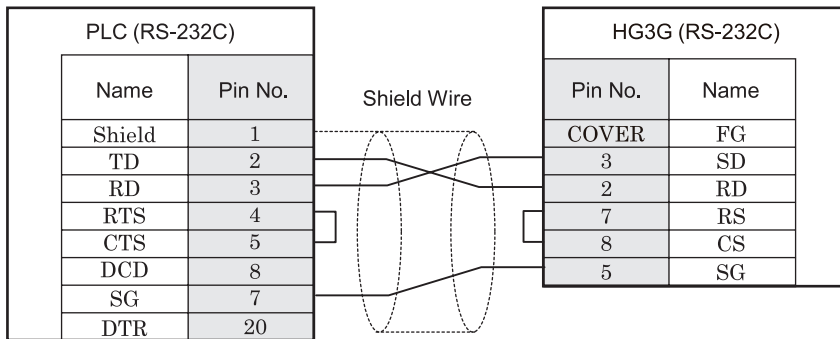 PLC (RS-232C)
Name Pin No.
Shield 1
TD 2
RD 3
RTS 4
CTS 5
DCD 8
SG 7
DTR 20
Shield Wire
HG3G (RS-232C)
Pin No. Name
COVER FG
3 SD
2 RD
7 RS
8 CS
5 SG